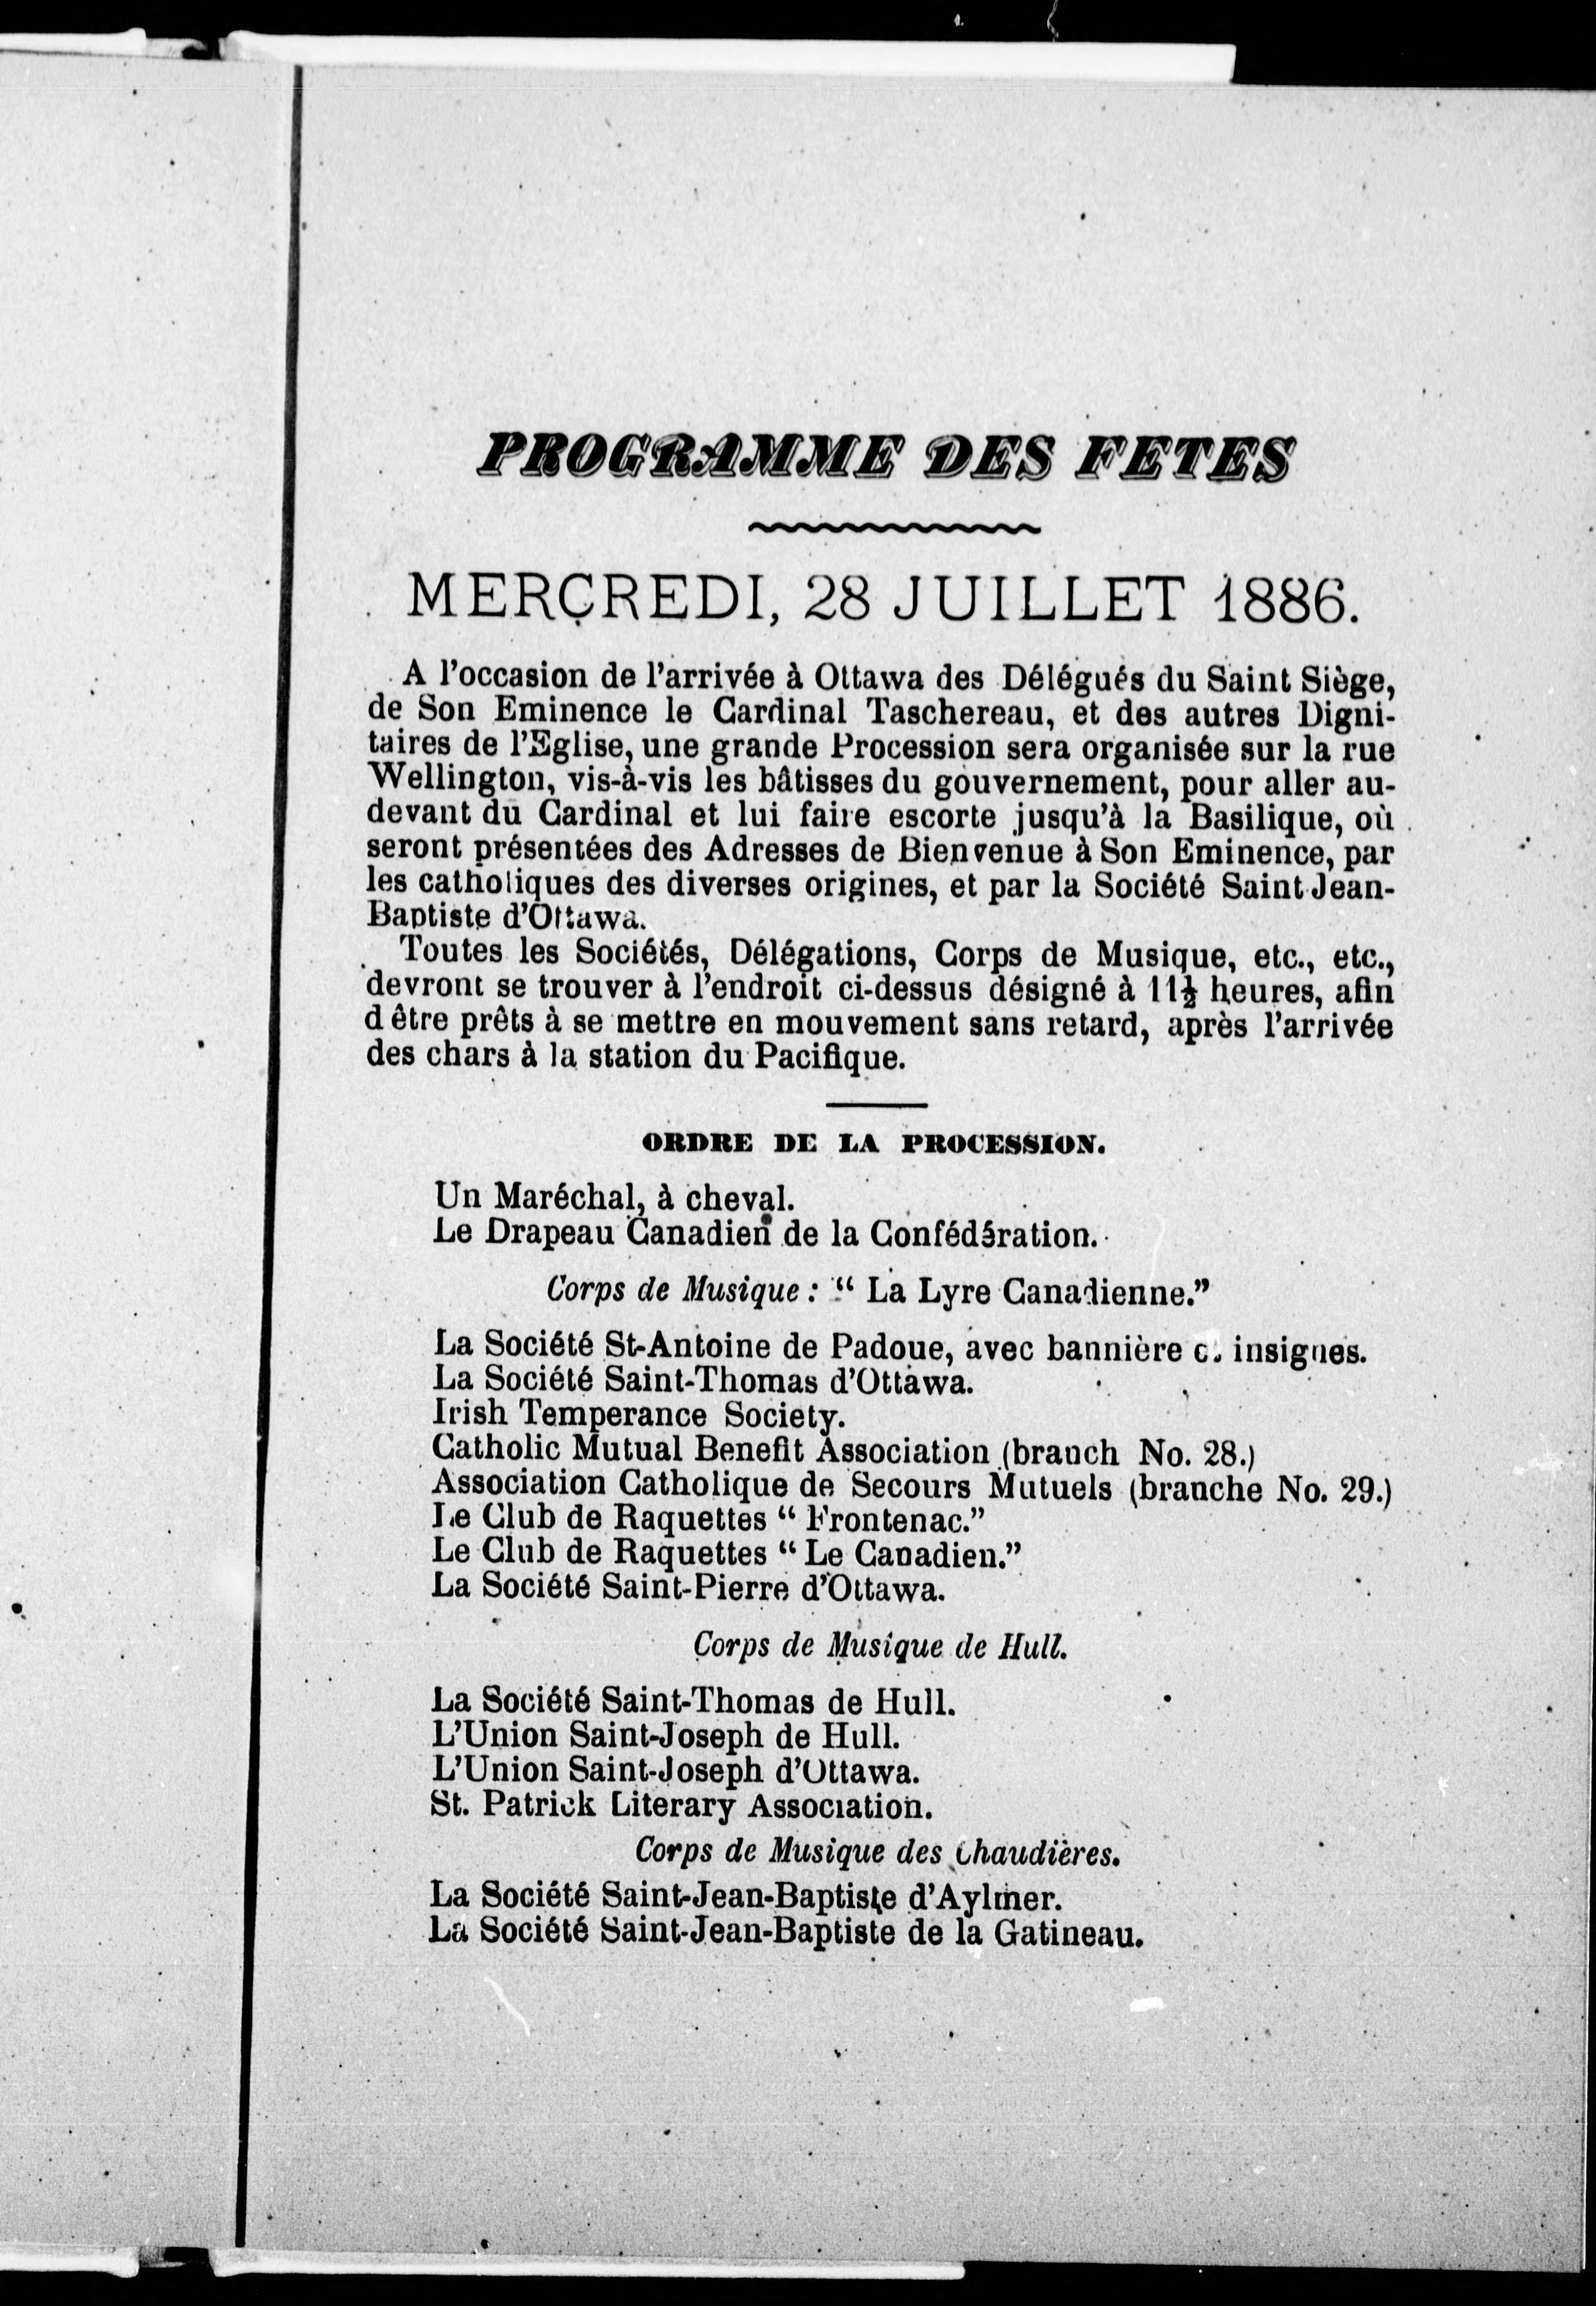 PROGRAMME DES FETES
MERCREDI, 28 JUILLET 1886.
A l'occasion de l'arrivée à Ottawa des Délégués du Saint Siège,
de Son Eminence le Cardinal Taschereau, et des autres Digni-
taires de l'Eglise, une grande Procession sera organisée sur la rue
Wellington, vis-à-vis les bâtisses du gouvernement, pour aller au-
devant du Cardinal et lui faire escorte jusqu'à la Basilique, où
seront présentées des Adresses de Bienvenue à Son Eminence, par
les catholiques des diverses origines, et par la Société Saint Jean-
Baptiste d'Ottawa.
Toutes les Sociétés, Délégations, Corps de Musique, etc., etc.,
devront se trouver à l'endroit ci-dessus désigné à 11½ heures, afin
d être prêts à se mettre en mouvement sans retard, après l'arrivée
des chars à la station du Pacifique.
ORDRE DE LA PROCESSION.
Un Maréchal, à cheval.
Le Drapeau Canadien de la Confédération.
Corps de Musique : " La Lyre Canadienne."
La Société St-Antoine de Padoue, avec bannière insignes.
La Société Saint-Thomas d'Ottawa.
Irish Temperance Society.
Catholic Mutual Benefit Association (branch No. 28.)
Association Catholique de Secours Mutuels (branche No. 29.)
Le Club de Raquettes " Frontenac."
Le Club de Raquettes " Le Canadien."
La Société Saint-Pierre d'Ottawa.
Corps de Musique de Hull.
La Société Saint-Thomas de Hull.
L'Union Saint-Joseph de Hull.
L'Union Saint-Joseph d'Ottawa.
St. Patrick Literary Association.
Corps de Musique des Chaudières.
La Société Saint-Jean-Baptiste d'Aylmer.
La Société Saint-Jean-Baptiste de la Gatineau.